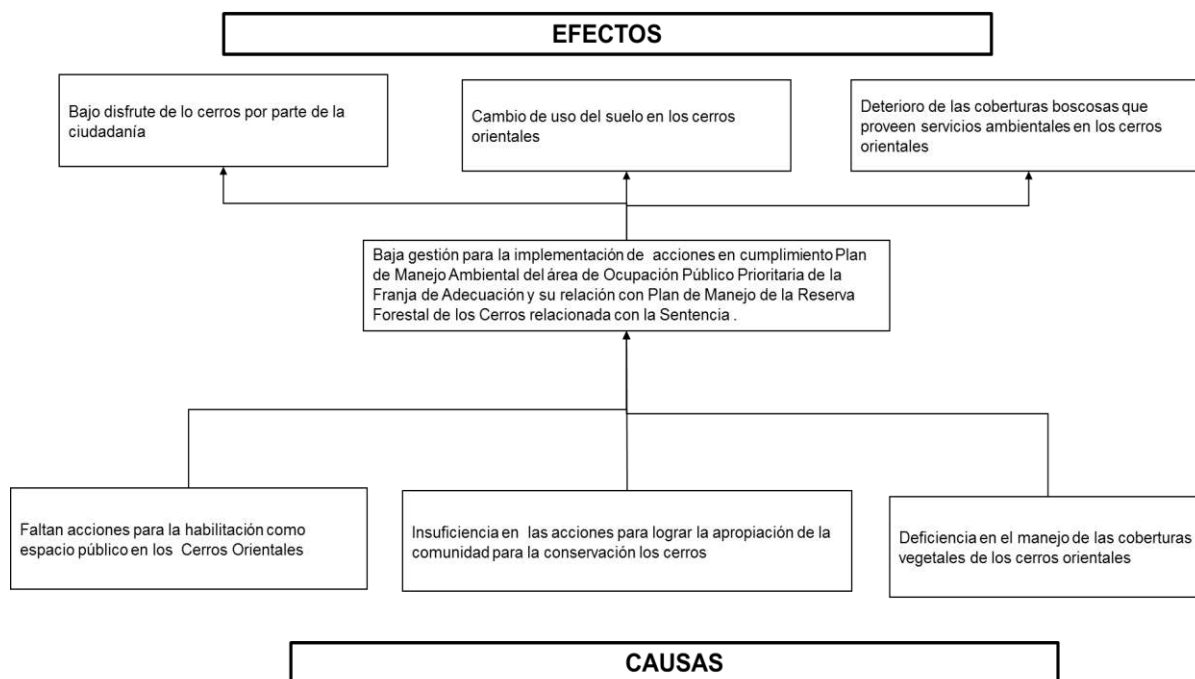 EFECTOS
Bajo disfrute de lo cerros por parte de la
ciudadanía
Cambio de uso del suelo en los cerros
orientales
Deterioro de las coberturas boscosas que
proveen servicios ambientales en los cerros
orientales
Baja gestión para la implementación de acciones en cumplimiento Plan
de Manejo Ambiental del área de Ocupación Público Prioritaria de la
Franja de Adecuación y su relación con Plan de Manejo de la Reserva
Forestal de los Cerros relacionada con la Sentencia .
Faltan acciones para la habilitación como
espacio público en los Cerros Orientales
Insuficiencia en las acciones para lograr la apropiación de la
comunidad para la conservación los cerros
Deficiencia en el manejo de las coberturas
vegetales de los cerros orientales
CAUSAS